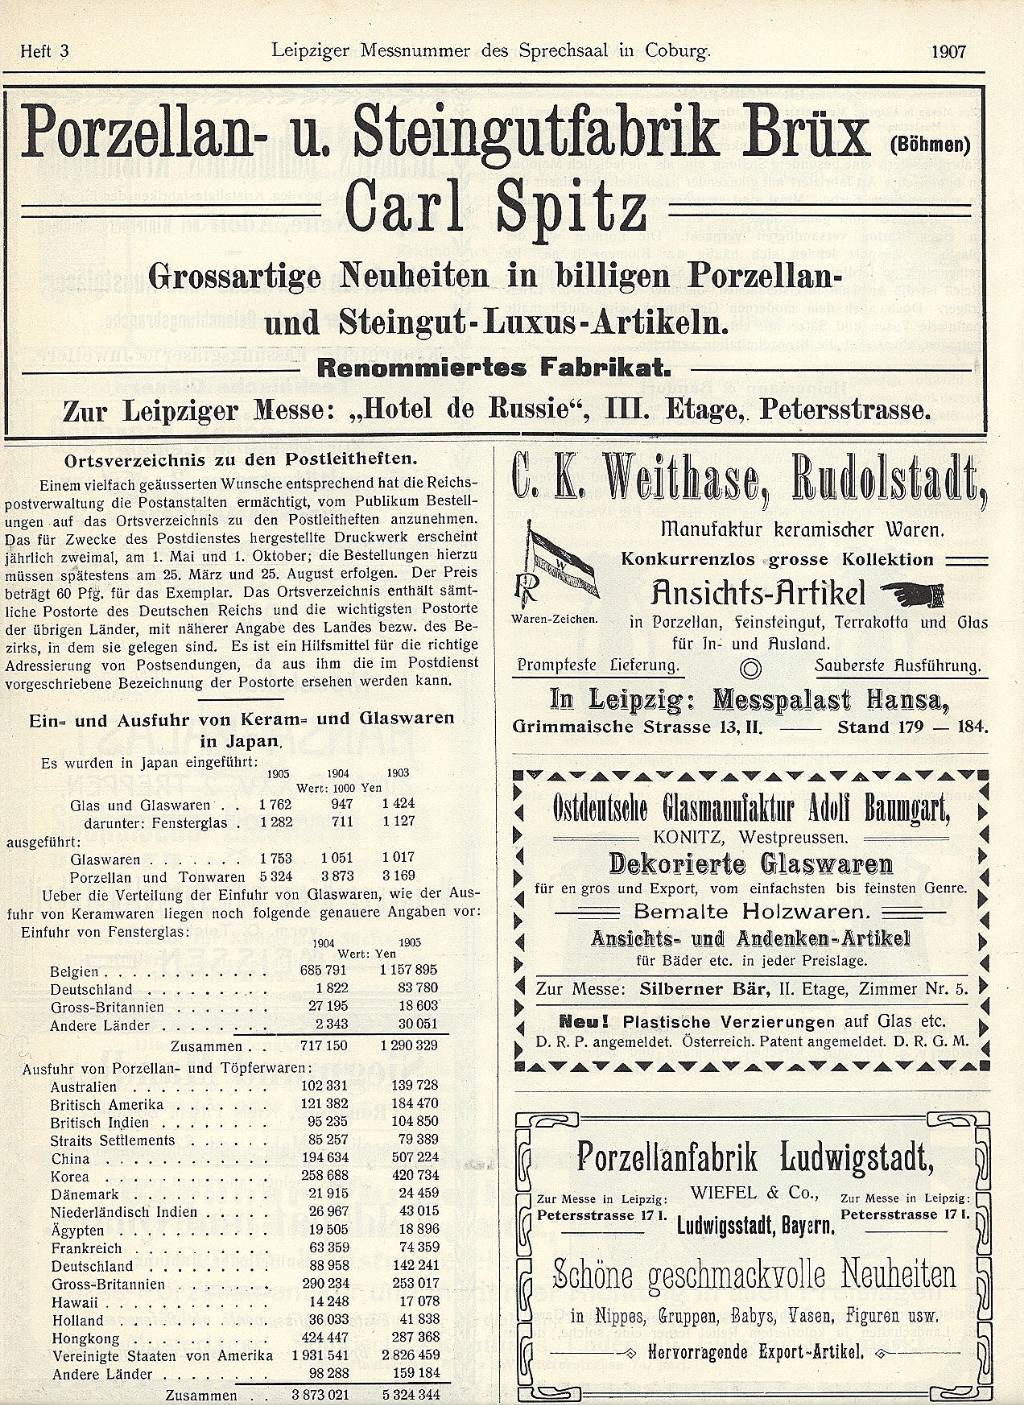 Heft 3 Leipziger Messnummer des Sprechsaal in Coburg. 1907
Porzellan- u. Steingutfabrik Brüx (Böhmen)
Carl Spitz
Grossartige Neuheiten in billigen Porzellan-
und Steingut-Luxus-Artikeln.
Renommiertes Fabrikat.
Zur Leipziger Messe: „Hotel de Russie“, III. Etage, Petersstrasse.
Ortsverzeichnis zu den Postleitheften.
Einem vielfach geäusserten Wunsche entsprechend hat die Reichs-
postverwaltung die Postanstalten ermächtigt, vom Publikum Bestell-
ungen auf das Ortsverzeichnis zu den Postleitheften anzunehmen.
Das für Zwecke des Postdienstes hergestellte Druckwerk erscheint
jährlich zweimal, am 1. Mai und 1. Oktober; die Bestellungen hierzu
müssen spätestens am 25. März und 25. August erfolgen. Der Preis
beträgt 60 Pfg. für das Exemplar. Das Ortsverzeichnis enthält sämt-
liche Postorte des Deutschen Reichs und die wichtigsten Postorte
der übrigen Länder, mit näherer Angabe des Landes bezw. des Be-
zirks, in dem sie gelegen sind. Es ist ein Hilfsmittel für die richtige
Adressierung von Postsendungen, da aus ihm die im Postdienst
vorgeschriebene Bezeichnung der Postorte ersehen werden kann.
Ein- und Ausfuhr von Keram- und Glaswaren
in Japan.
Es wurden in Japan eingeführt:
1905 1904 1903
Wert: 1000 Yen
Glas und Glaswaren . . 1 762 947 1 424
darunter: Fensterglas . 1 282 711 1 127
ausgeführt:
Glaswaren . . . . . . . 1 753 1 051 1 017
Porzellan und Tonwaren 5 324 3 873 3 169
Ueber die Verteilung der Einfuhr von Glaswaren, wie der Aus-
fuhr von Keramwaren liegen noch folgende genauere Angaben vor:
Einfuhr von Fensterglas:
1904 1905
Wert: Yen
Belgien . . . . . . . . . . . . 685 791 1 157 895
Deutschland . . . . . . . . . 1 822 83 780
Gross-Britannien . . . . . . . 27 195 18 603
Andere Länder . . . . . . . . 2 343 30 051
Zusammen . . 717 150 1 290 329
Ausfuhr von Porzellan- und Töpferwaren:
Australien . . . . . . . . . . 102 331 139 728
Britisch Amerika . . . . . . . 121 382 184 470
Britisch Indien . . . . . . . . 95 235 104 850
Straits Settlements . . . . . . 85 257 79 389
China . . . . . . . . . . . . 194 634 507 224
Korea . . . . . . . . . . . . 258 688 420 734
Dänemark . . . . . . . . . . 21 915 24 459
Niederländisch Indien . . . . . 26 967 43 015
Ägypten . . . . . . . . . . . 19 505 18 896
Frankreich . . . . . . . . . . 63 359 74 359
Deutschland . . . . . . . . . 88 958 142 241
Gross-Britannien . . . . . . . 290 234 253 017
Hawaii . . . . . . . . . . . . 14 248 17 078
Holland . . . . . . . . . . . 36 033 41 838
Hongkong . . . . . . . . . . 424 447 287 368
Vereinigte Staaten von Amerika 1 931 541 2 826 459
Andere Länder . . . . . . . . 98 288 159 184
Zusammen . . 3 873 021 5 324 344
C. K. Weithase, Rudolstadt,
Manufaktur keramischer Waren.
Konkurrenzlos grosse Kollektion
W
Ansichts-Artikel
R
Waren-Zeichen.
in Porzellan, Feinsteingut, Terrakotta und Glas
für In- und Ausland.
Prompteste Lieferung. Sauberste Ausführung.
In Leipzig: Messpalast Hansa,
Grimmaische Strasse 13, II. — Stand 179 — 184.
Ostdeutsche Glasmanufaktur Adolf Baumgart,
KONITZ, Westpreussen.
Dekorierte Glaswaren
für en gros und Export, vom einfachsten bis feinsten Genre.
Bemalte Holzwaren.
Ansichts- und Andenken-Artikel
für Bäder etc. in jeder Preislage.
Zur Messe: Silberner Bär, II. Etage, Zimmer Nr. 5.
Neu! Plastische Verzierungen auf Glas etc.
D. R. P. angemeldet. Österreich. Patent angemeldet. D. R. G. M.
Porzellanfabrik Ludwigstadt,
Zur Messe in Leipzig: WIEFEL & Co., Zur Messe in Leipzig:
Petersstrasse 17 I. Ludwigsstadt, Bayern. Petersstrasse 17 I.
Schöne geschmackvolle Neuheiten
in Nippes, Gruppen, Babys, Vasen, Figuren usw.
Hervorragende Export-Artikel.